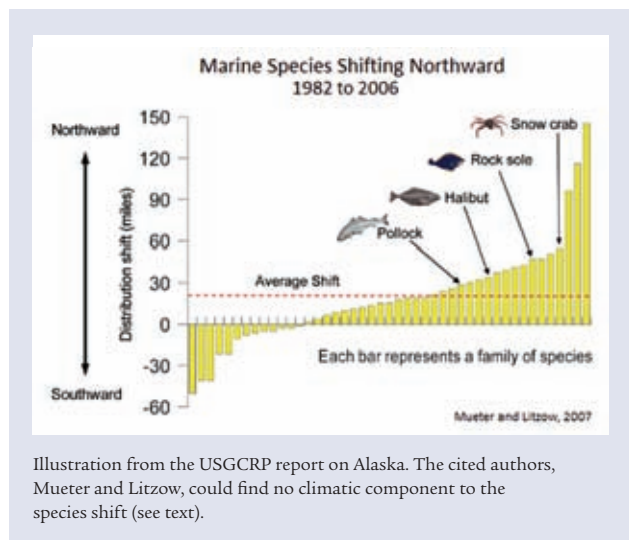 Marine Species Shifting Northward
1982 to 2006
Northward
Southward
Distribution shift (miles)
150
120
90
60
30
0
-30
-60
Snow crab
Rock sole
Halibut
Pollock
Average Shift
Each bar represents a family of species
Mueter and Litzow, 2007
Illustration from the USGCRP report on Alaska. The cited authors,
Mueter and Litzow, could find no climatic component to the
species shift (see text).